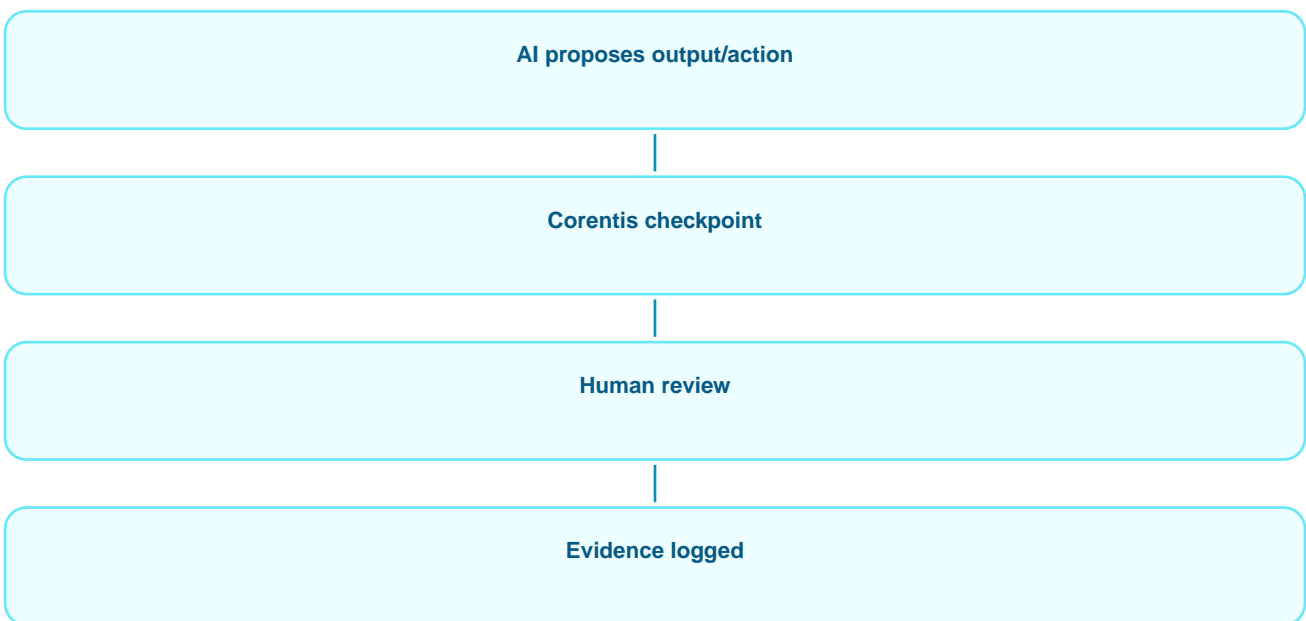 AI proposes output/action
Corentis checkpoint
Human review
Evidence logged